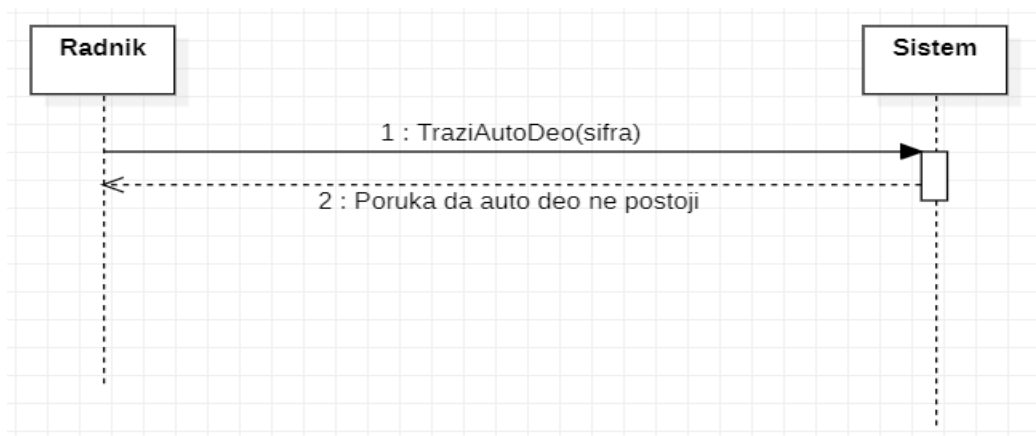 Radnik
Sistem
1 : TraziAutoDeo(sifra)
2 : Poruka da auto deo ne postoji